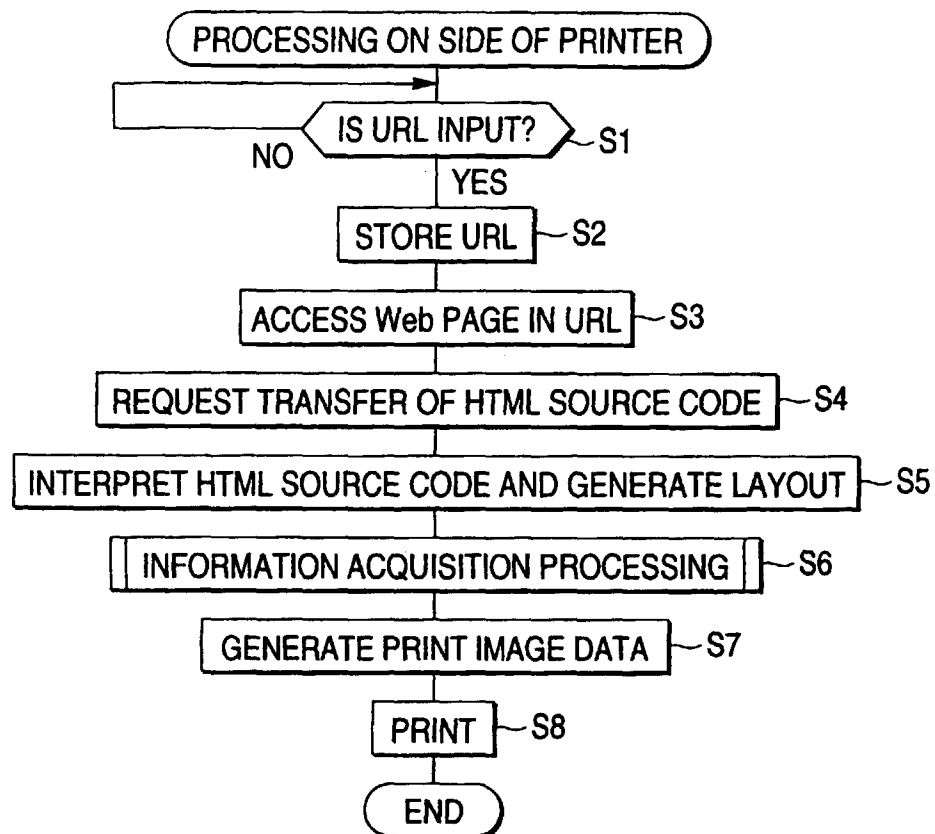 PROCESSING ON SIDE OF PRINTER
IS URL INPUT? S1
NO
YES
STORE URL S2
ACCESS Web PAGE IN URL S3
REQUEST TRANSFER OF HTML SOURCE CODE S4
INTERPRET HTML SOURCE CODE AND GENERATE LAYOUT S5
INFORMATION ACQUISITION PROCESSING S6
GENERATE PRINT IMAGE DATA S7
PRINT S8
END